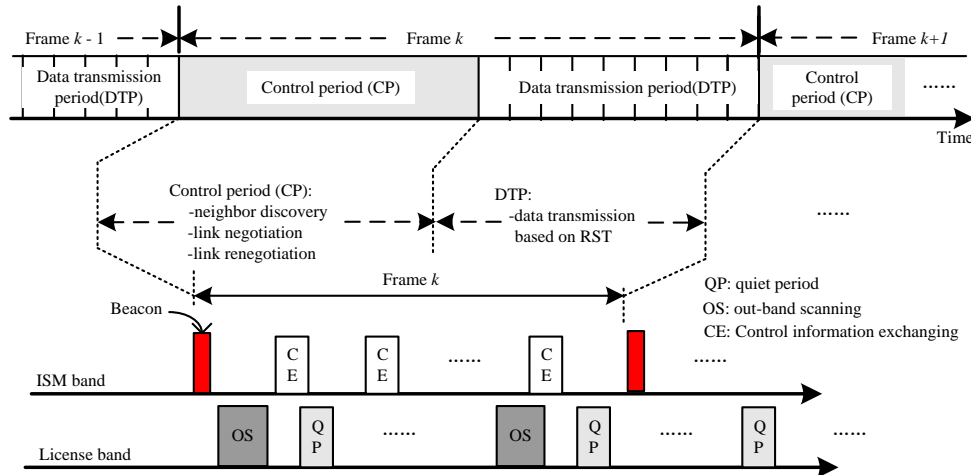 Frame k - 1
Frame k
Frame k+1
Data transmission
period(DTP)
Control period (CP)
Data transmission period(DTP)
Control
period (CP)
......
Time
Control period (CP):
-neighbor discovery
-link negotiation
-link renegotiation
DTP:
-data transmission
based on RST
......
Frame k
QP: quiet period
OS: out-band scanning
CE: Control information exchanging
Beacon
C
E
C
E
......
C
E
......
ISM band
OS
Q
P
......
OS
Q
P
......
Q
P
......
License band